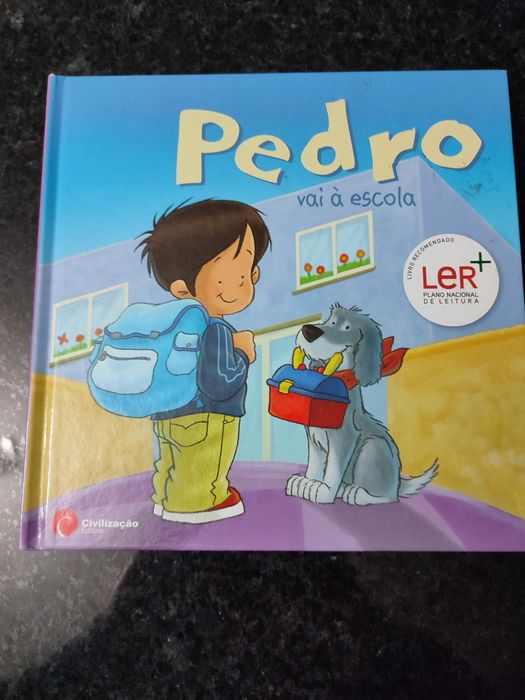 Pedro
vai à escola
LIVRO RECOMENDADO
LeR+
PLANO NACIONAL
DE LEITURA
Civilização
Editora